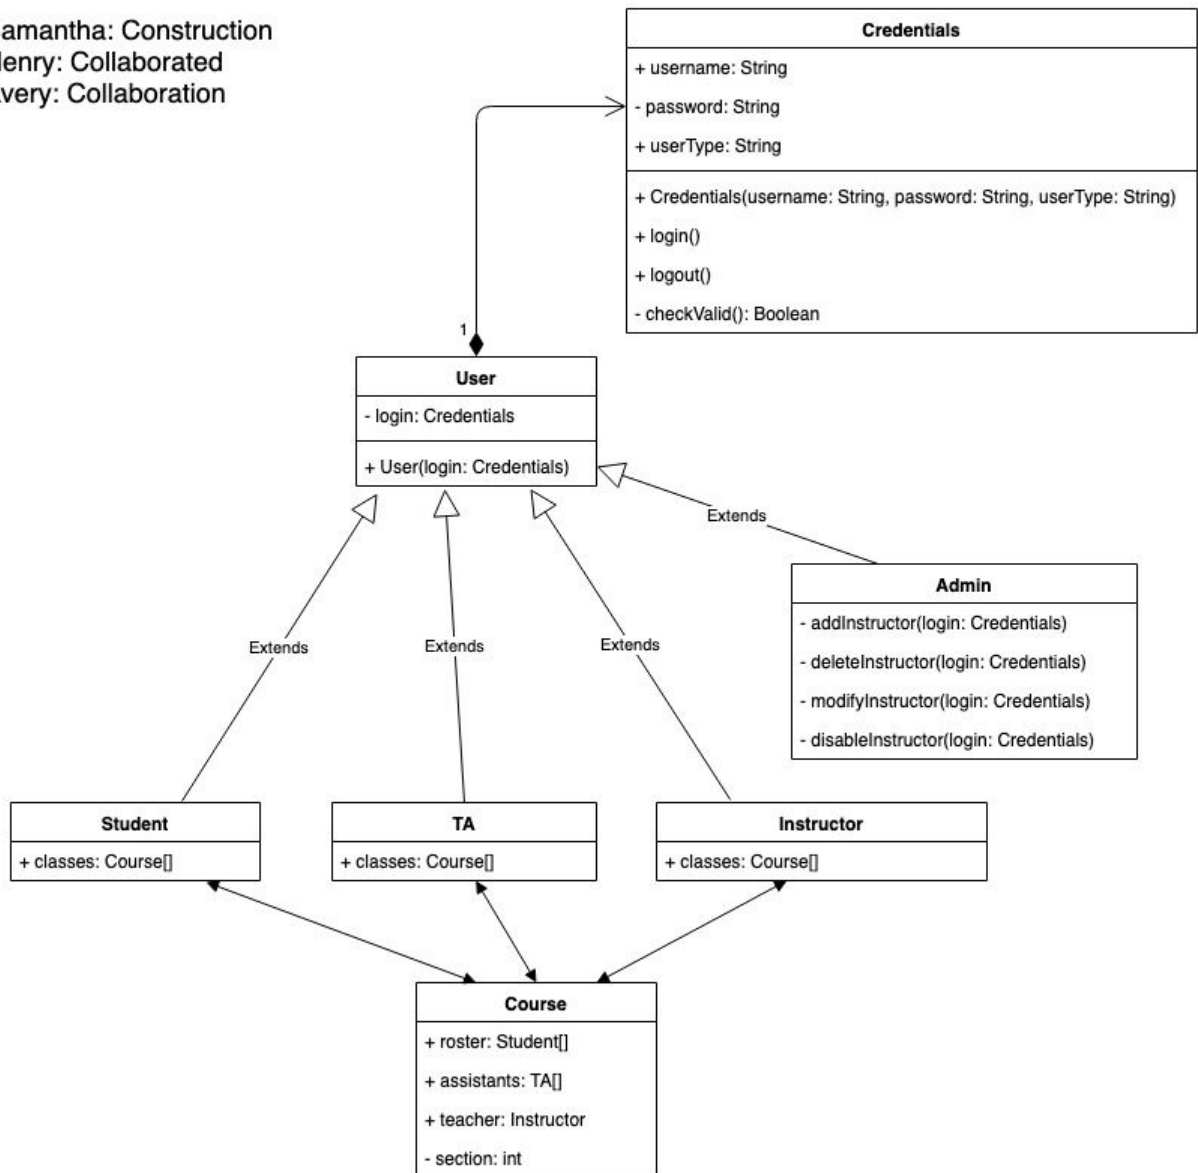 amantha: Construction
enry: Collaborated
very: Collaboration
Credentials
+ username: String
- password: String
+ userType: String
+ Credentials(username: String, password: String, userType: String)
+ login()
+ logout()
- checkValid(): Boolean
1
User
- login: Credentials
+ User(login: Credentials)
Extends
Admin
- addInstructor(login: Credentials)
- deleteInstructor(login: Credentials)
- modifyInstructor(login: Credentials)
- disableInstructor(login: Credentials)
Extends
Extends
Extends
Student
+ classes: Course[]
TA
+ classes: Course[]
Instructor
+ classes: Course[]
Course
+ roster: Student[]
+ assistants: TA[]
+ teacher: Instructor
- section: int